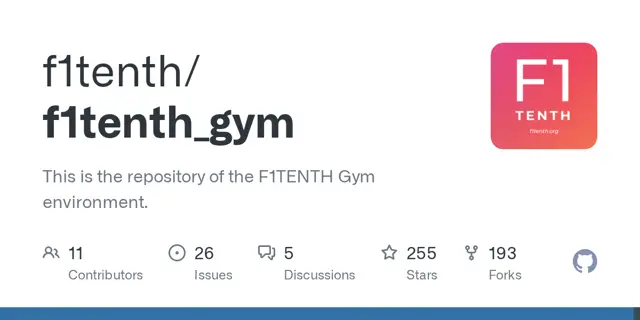 f1tenth/
f1tenth_gym
F1
TENTH
f1tenth.org
This is the repository of the F1TENTH Gym
environment.
11
Contributors
26
Issues
5
Discussions
255
Stars
193
Forks